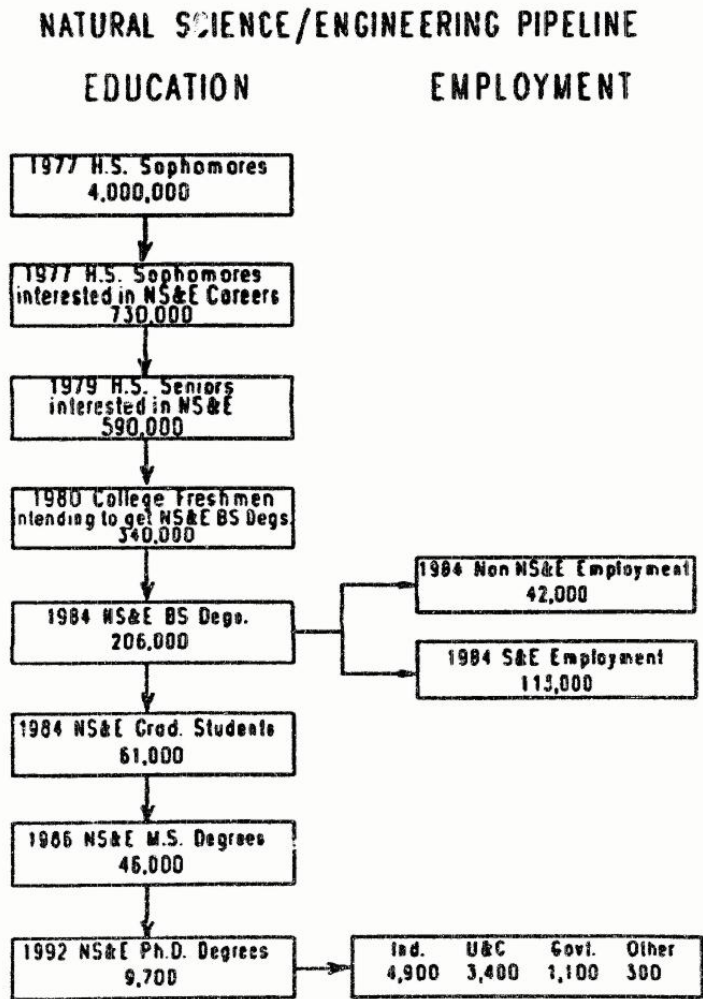 NATURAL SCIENCE/ENGINEERING PIPELINE
EDUCATION EMPLOYMENT
1977 H.S. Sophomores
4,000,000
1977 H.S. Sophomores
interested in NS&E Careers
730,000
1979 H.S. Seniors
interested in NS&E
590,000
1980 College Freshmen
intending to get NS&E BS Degs.
340,000
1984 Non NS&E Employment
42,000
1984 NS&E BS Degs.
206,000
1984 S&E Employment
1984 NS&E Grad. Students
61,000
1986 NS&E M.S. Degrees
46,000
1992 NS&E Ph.D. Degrees
9,700
Ind. U&C Govt. Other
4,900 3,400 1,100 300